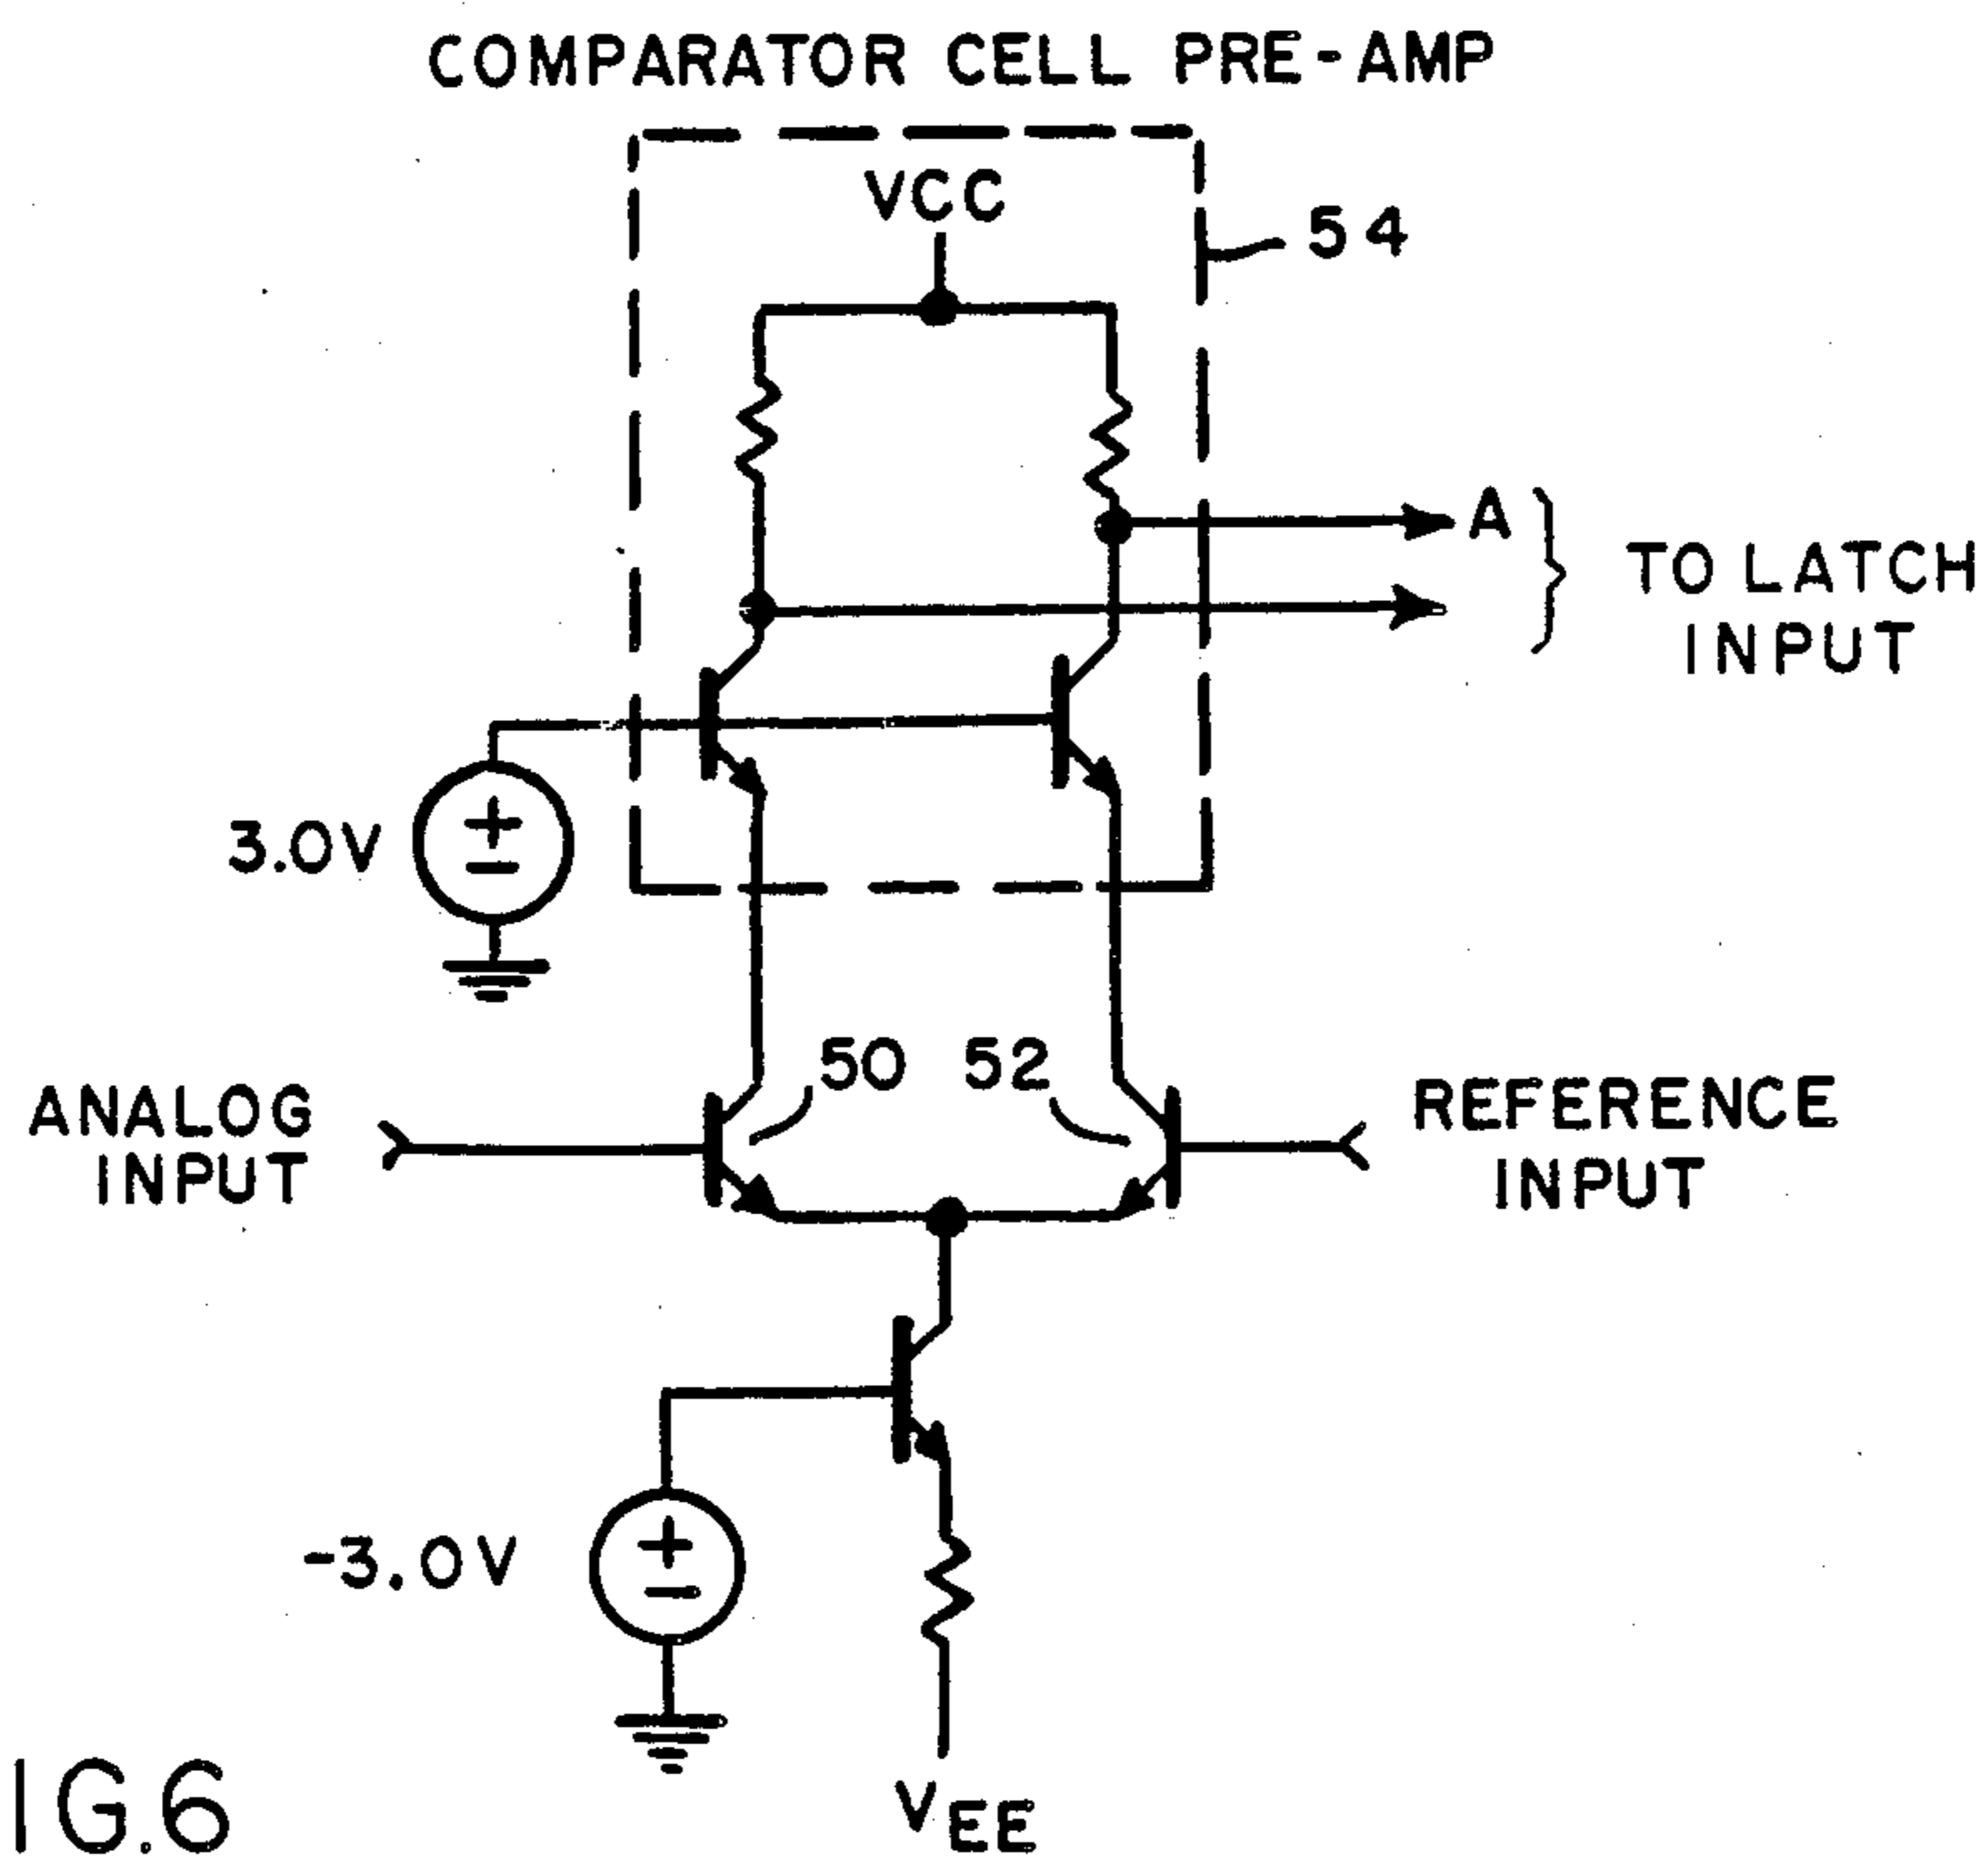 COMPARATOR CELL PRE-AMP
VCC
54
A
TO LATCH
INPUT
3.0V
+
−
50 52
ANALOG
INPUT
REFERENCE
INPUT
-3.0V
+
−
VEE
IG.6